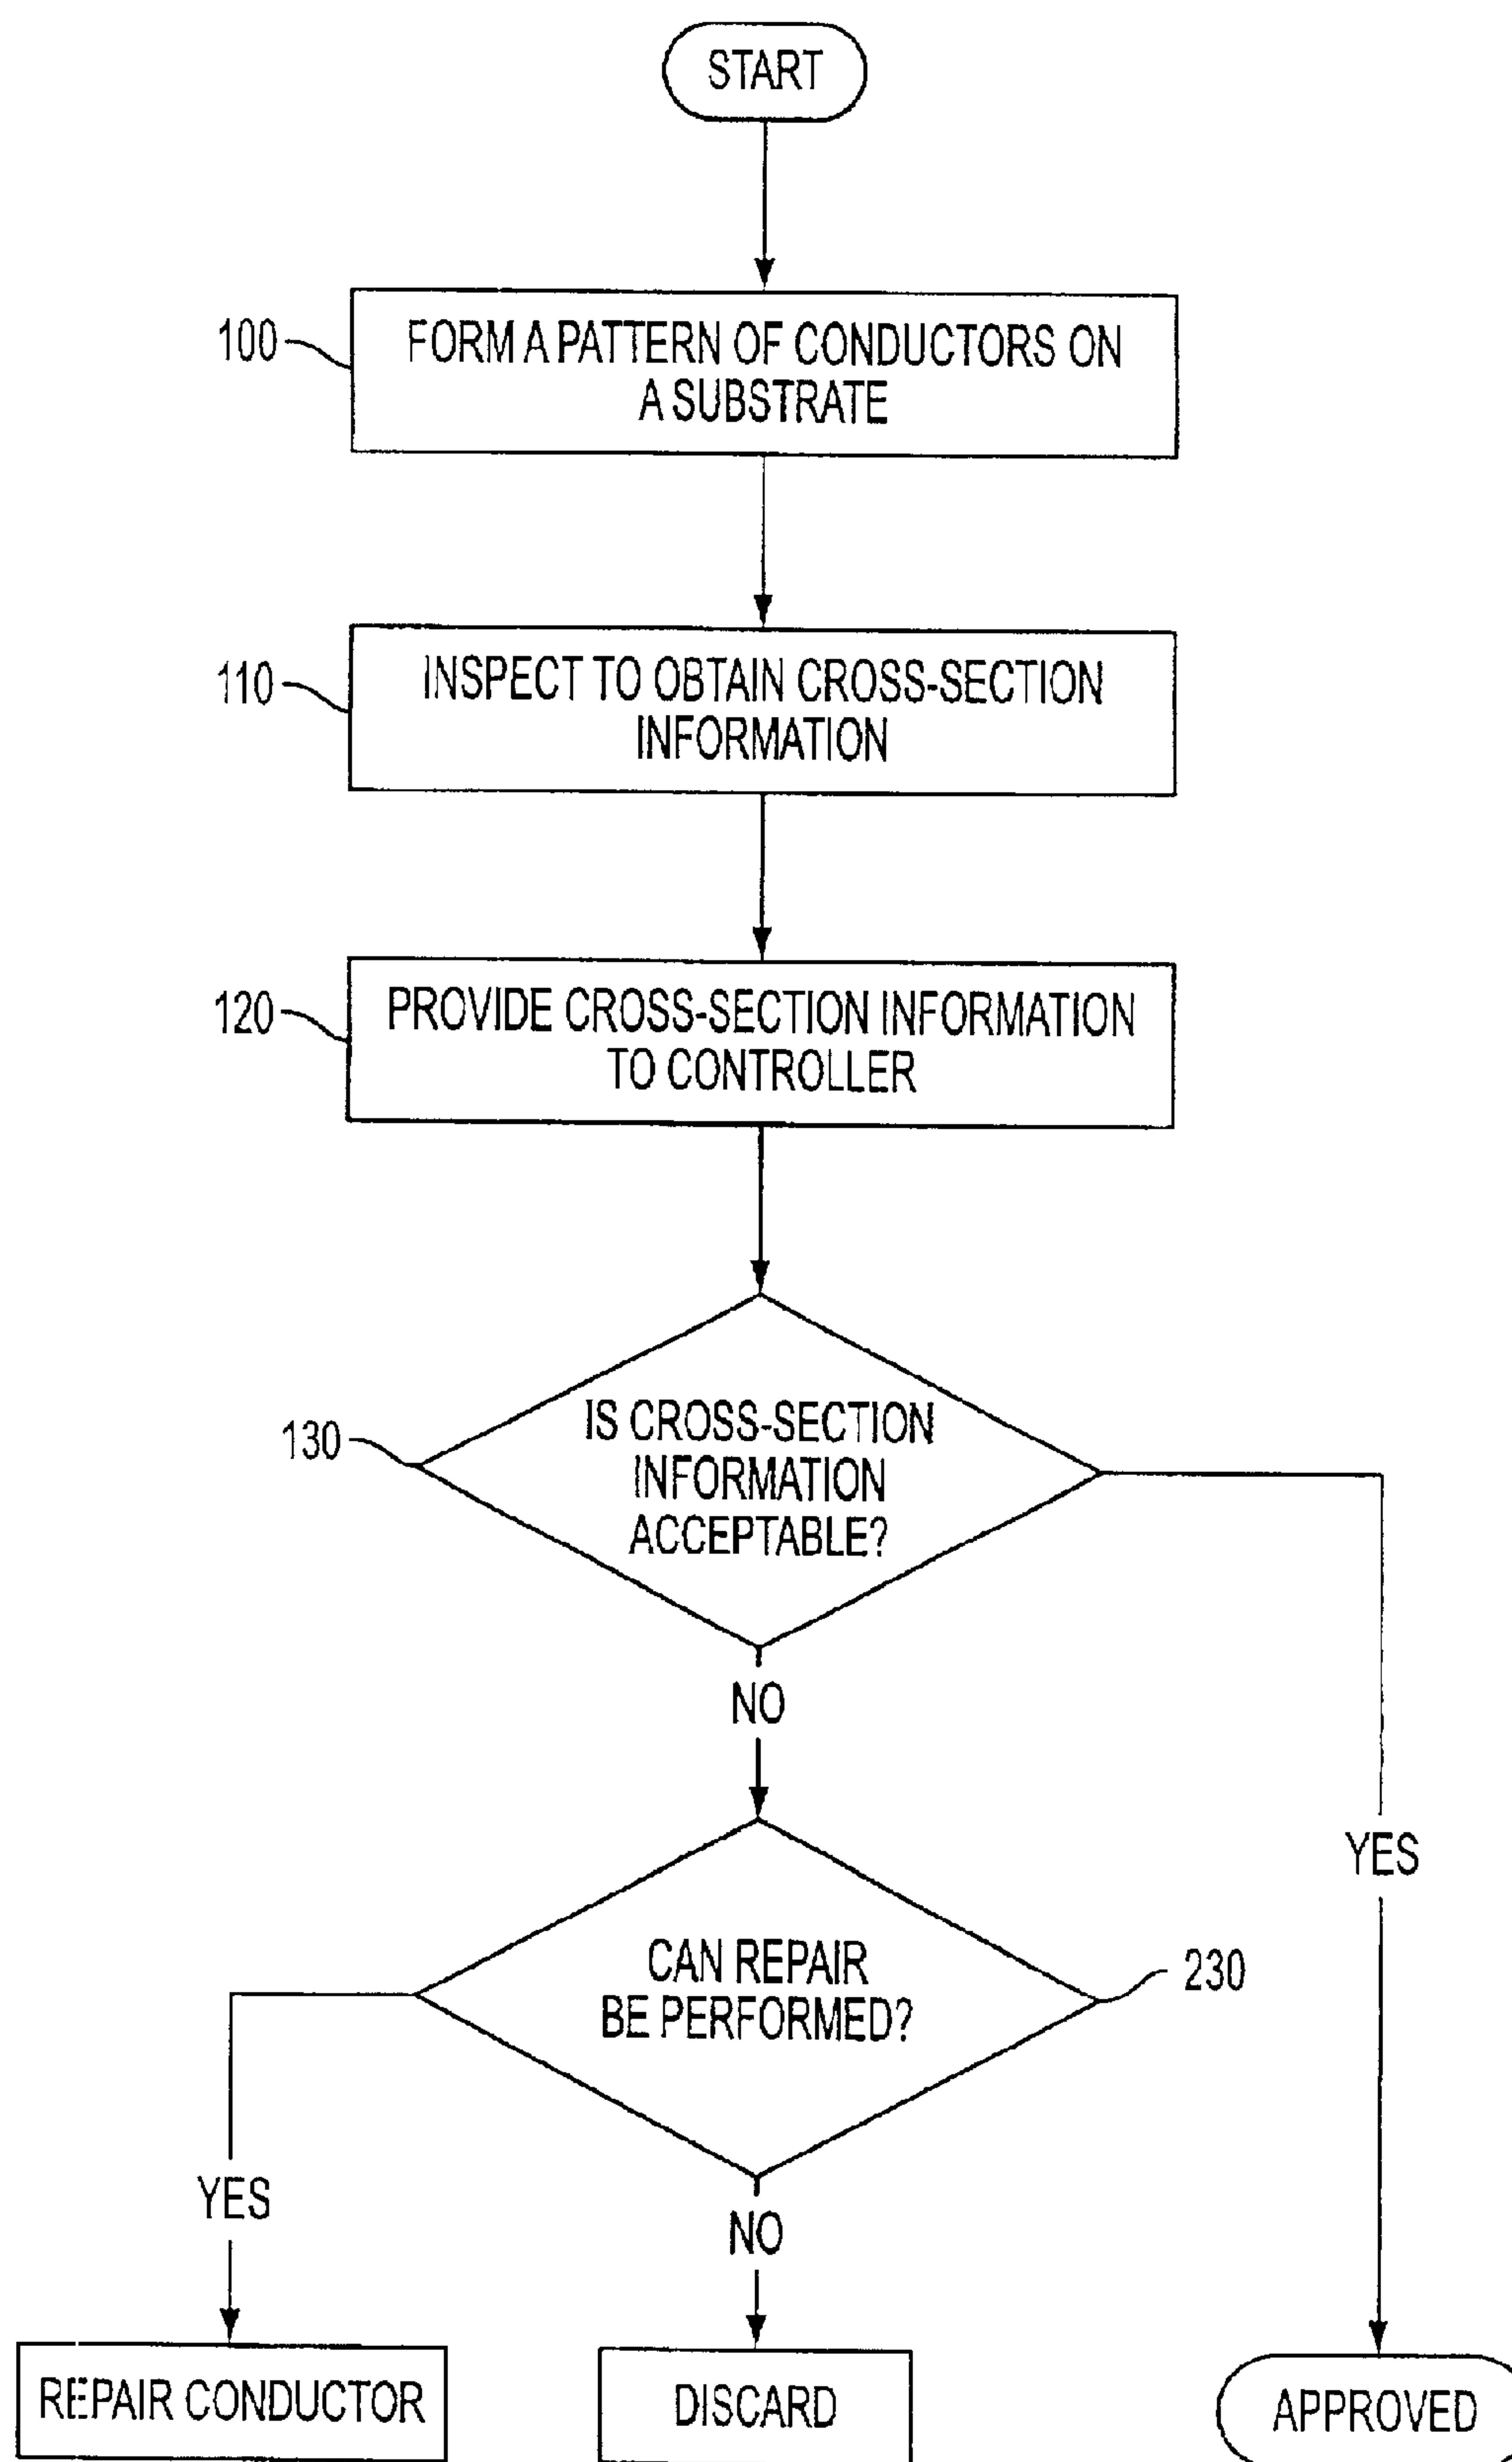 START
100
FORM A PATTERN OF CONDUCTORS ON
A SUBSTRATE
110
INSPECT TO OBTAIN CROSS-SECTION
INFORMATION
120
PROVIDE CROSS-SECTION INFORMATION
TO CONTROLLER
130
IS CROSS-SECTION
INFORMATION
ACCEPTABLE?
NO
YES
CAN REPAIR
BE PERFORMED?
230
YES
NO
REPAIR CONDUCTOR
DISCARD
APPROVED